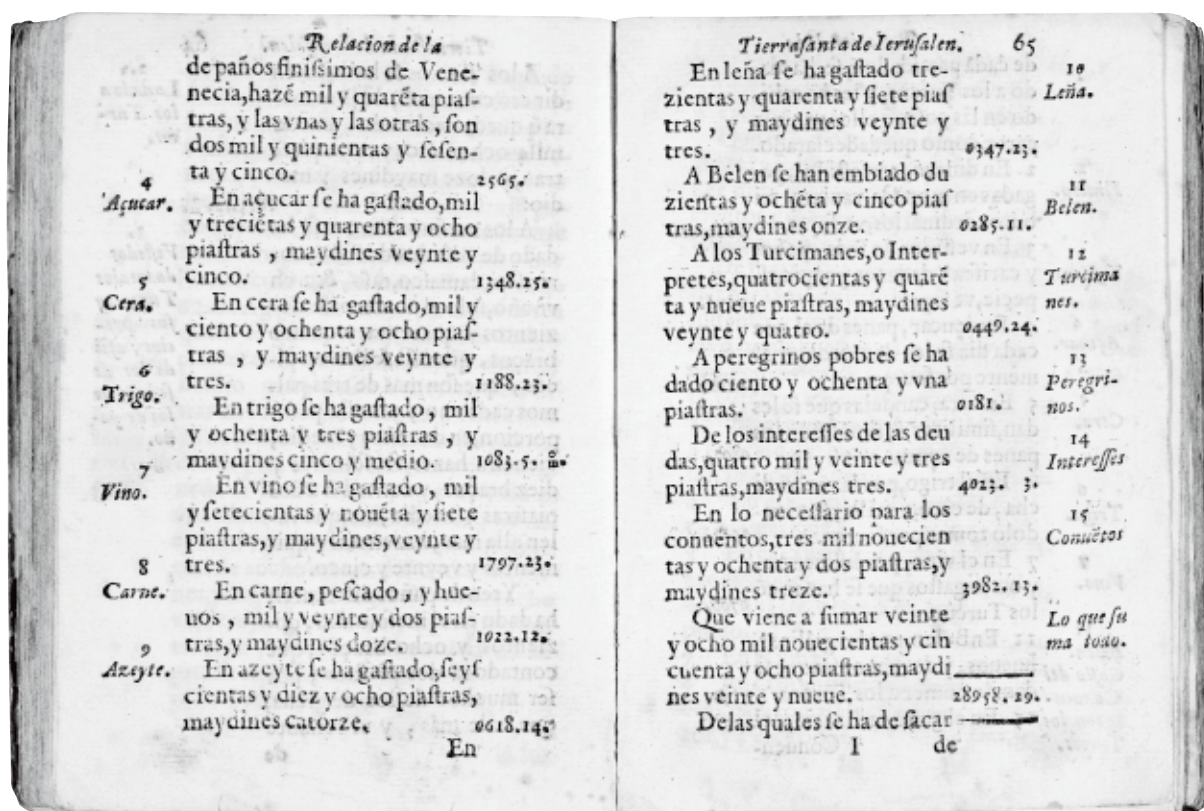 Relacion de la
de paños finissimos de Vene-
necia, hazẽ mil y quarẽta pias-
tras, y las vnas y las otras, son
dos mil y quinientas y sesen-
ta y cinco. 2565.
4
Açucar.
En açucar se ha gastado, mil
y treciẽtas y quarenta y ocho
piastras, maydines veynte y
cinco. 1348.25.
5
Cera.
En cera se ha gastado, mil y
ciento y ochenta y ocho pias-
tras, y maydines veynte y
tres. 1188.23.
6
Trigo.
En trigo se ha gastado, mil
y ochenta y tres piastras, y
maydines cinco y medio. 1083.5.
7
Vino.
En vino se ha gastado, mil
y setecientas y nouẽta y siete
piastras, y maydines, veynte y
tres. 1797.23.
8
Carne.
En carne, pescado, y hue-
uos, mil y veynte y dos pias-
tras, y maydines doze. 1022.12.
9
Azeyte.
En azeyte se ha gastado, seys
cientas y diez y ocho piastras,
maydines catorze. 0618.14.
En
Tierrasanta de Ierusalen. 65
10
Leña.
En leña se ha gastado tre-
zientas y quarenta y siete pias
tras, y maydines veynte y
tres. 0347.23.
11
Belen.
A Belen se han embiado du
zientas y ochẽta y cinco pias
tras, maydines onze. 0285.11.
12
Turcima
nes.
A los Turcimanes, o Inter-
pretes, quatrocientas y quarẽ
ta y nueue piastras, maydines
veynte y quatro. 0449.24.
13
Peregri-
nos.
A peregrinos pobres se ha
dado ciento y ochenta y vna
piastras. 0181.
14
Interesses
De los interesses de las deu
das, quatro mil y veinte y tres
piastras, maydines tres. 4023. 3.
15
Conuẽtos
En lo necessario para los
conuentos, tres mil nouecien
tas y ochenta y dos piastras, y
maydines treze. 3982.13.
Lo que su
ma todo.
Que viene a sumar veinte
y ocho mil nouecientas y cin
cuenta y ocho piastras, maydi
nes veinte y nueue. 28958.29.
Delas quales se ha de sacar
I de